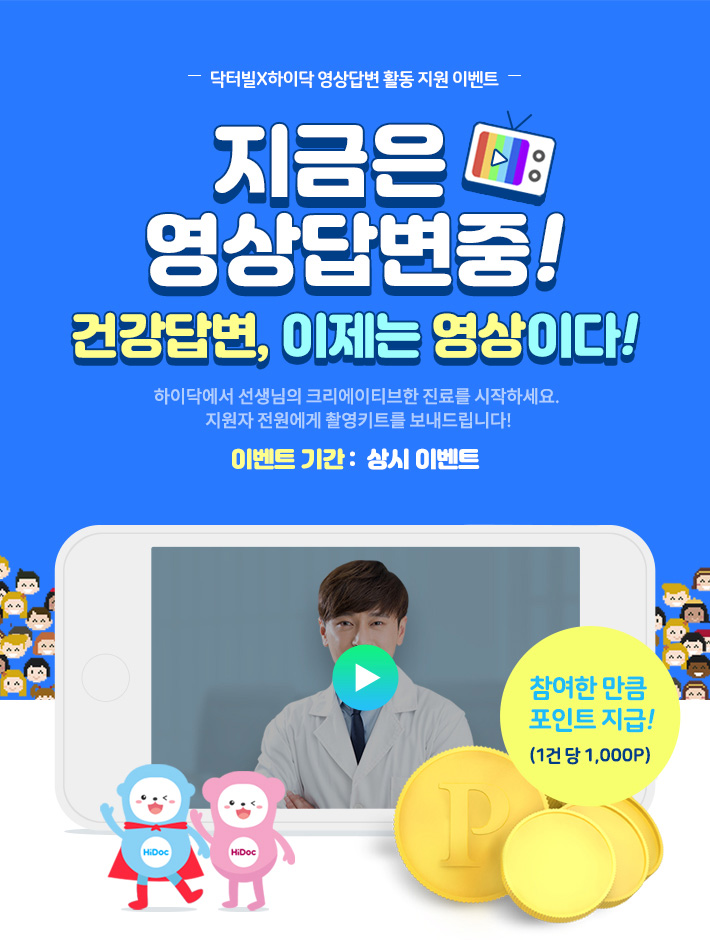 닥터빌X하이닥 영상답변 활동 지원 이벤트
지금은
영상답변중!
건강답변, 이제는 영상이다!
하이닥에서 선생님의 크리에이티브한 진료를 시작하세요.
지원자 전원에게 촬영키트를 보내드립니다!
이벤트 기간 : 상시 이벤트
참여한 만큼
포인트 지급!
(1건 당 1,000P)
P
HiDoc
HiDoc